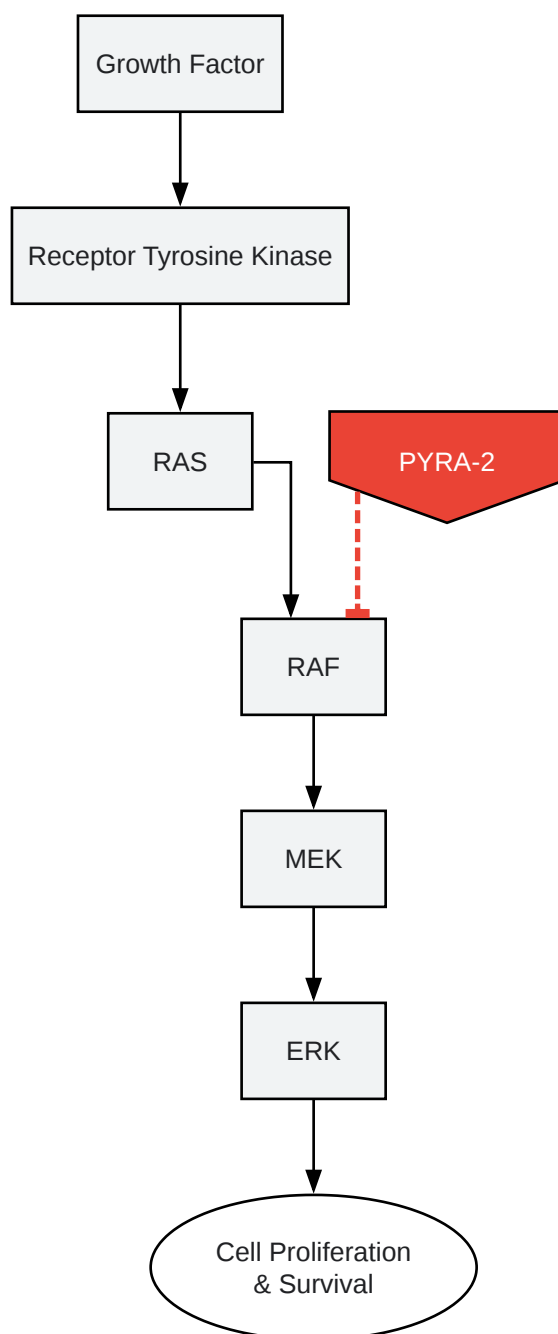 Growth Factor
Receptor Tyrosine Kinase
RAS
PYRA-2
RAF
MEK
ERK
Cell Proliferation
& Survival